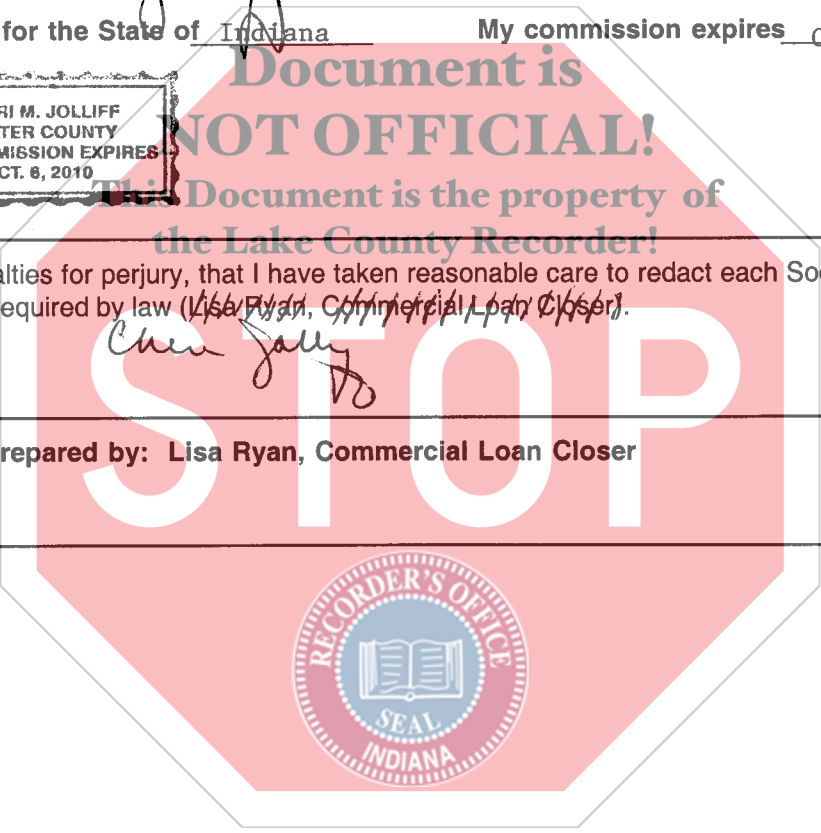 for the State of Indiana My commission expires
RI M. JOLLIFF
TER COUNTY
MISSION EXPIRES
CT. 6, 2010
Document is
NOT OFFICIAL!
This Document is the property of
the Lake County Recorder!
alties for perjury, that I have taken reasonable care to redact each Soc
equired by law (Lisa Ryan, Commercial Loan Closer).
STOP
repared by: Lisa Ryan, Commercial Loan Closer
RECORDER'S OFFICE
SEAL
INDIANA